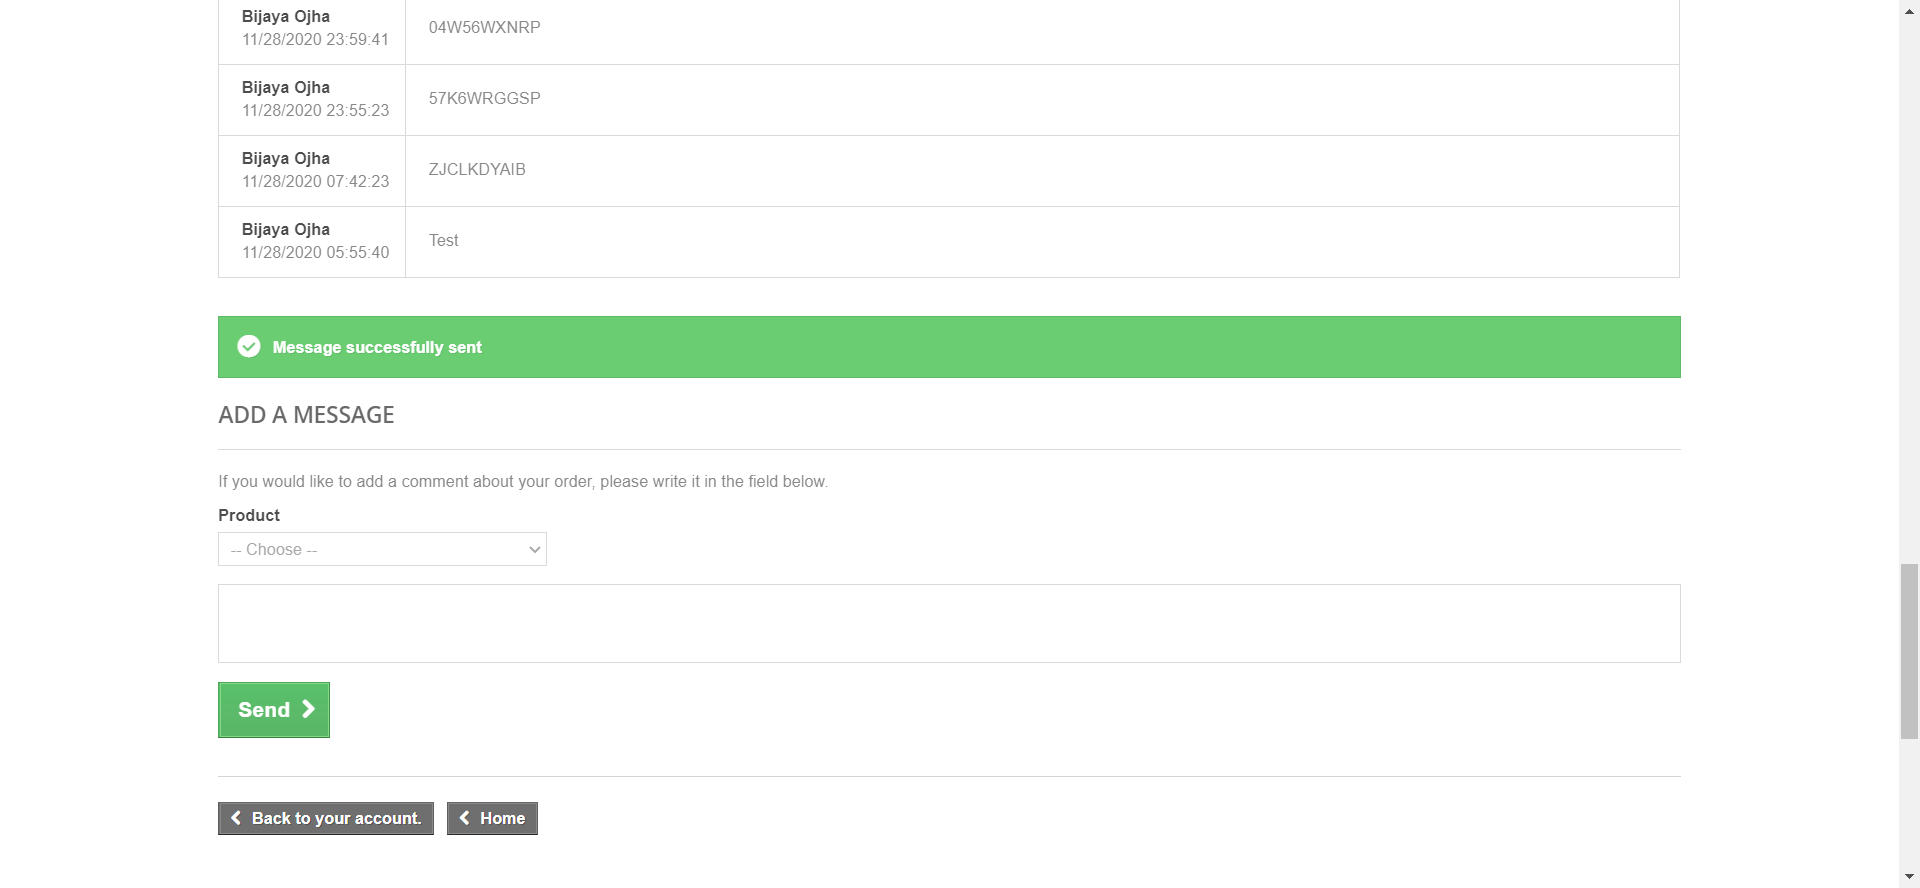 Bijaya Ojha
11/28/2020 23:59:41
04W56WXNRP
Bijaya Ojha
11/28/2020 23:55:23
57K6WRGGSP
Bijaya Ojha
11/28/2020 07:42:23
ZJCLKDYAIB
Bijaya Ojha
11/28/2020 05:55:40
Test
Message successfully sent
ADD A MESSAGE
If you would like to add a comment about your order, please write it in the field below.
Product
-- Choose --
Send
Back to your account.
Home